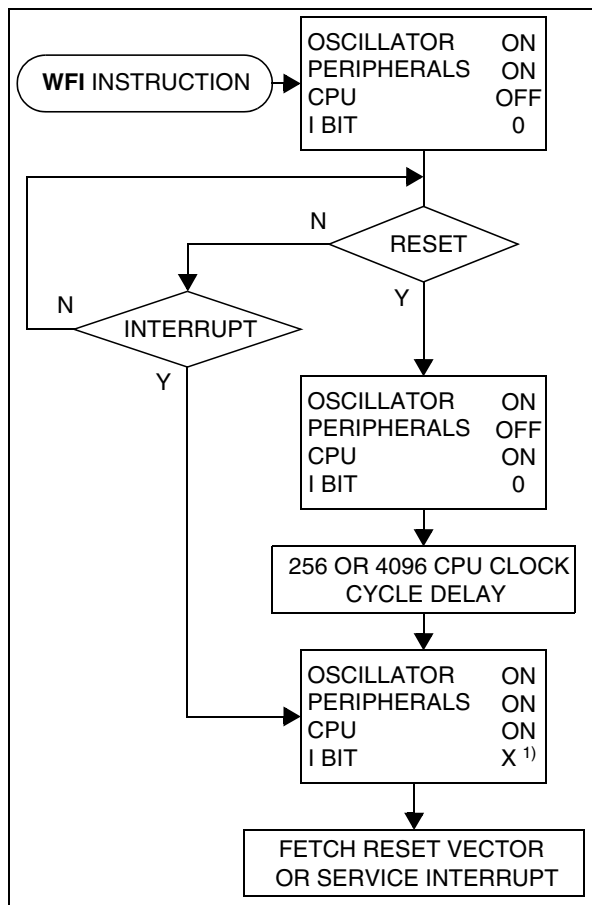 WFI INSTRUCTION
OSCILLATOR ON
PERIPHERALS ON
CPU OFF
I BIT 0
N
RESET
Y
N
INTERRUPT
Y
OSCILLATOR ON
PERIPHERALS OFF
CPU ON
I BIT 0
256 OR 4096 CPU CLOCK
CYCLE DELAY
OSCILLATOR ON
PERIPHERALS ON
CPU ON
I BIT X 1)
FETCH RESET VECTOR
OR SERVICE INTERRUPT